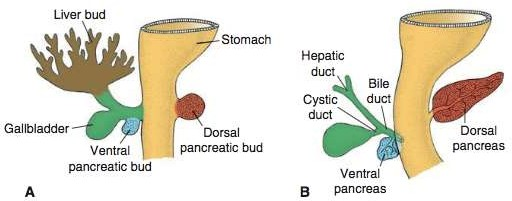 Liver bud
Stomach
Gallbladder
Ventral
pancreatic bud
Dorsal
pancreatic bud
A
Hepatic
duct
Bile
duct
Cystic
duct
Dorsal
pancreas
Ventral
pancreas
B